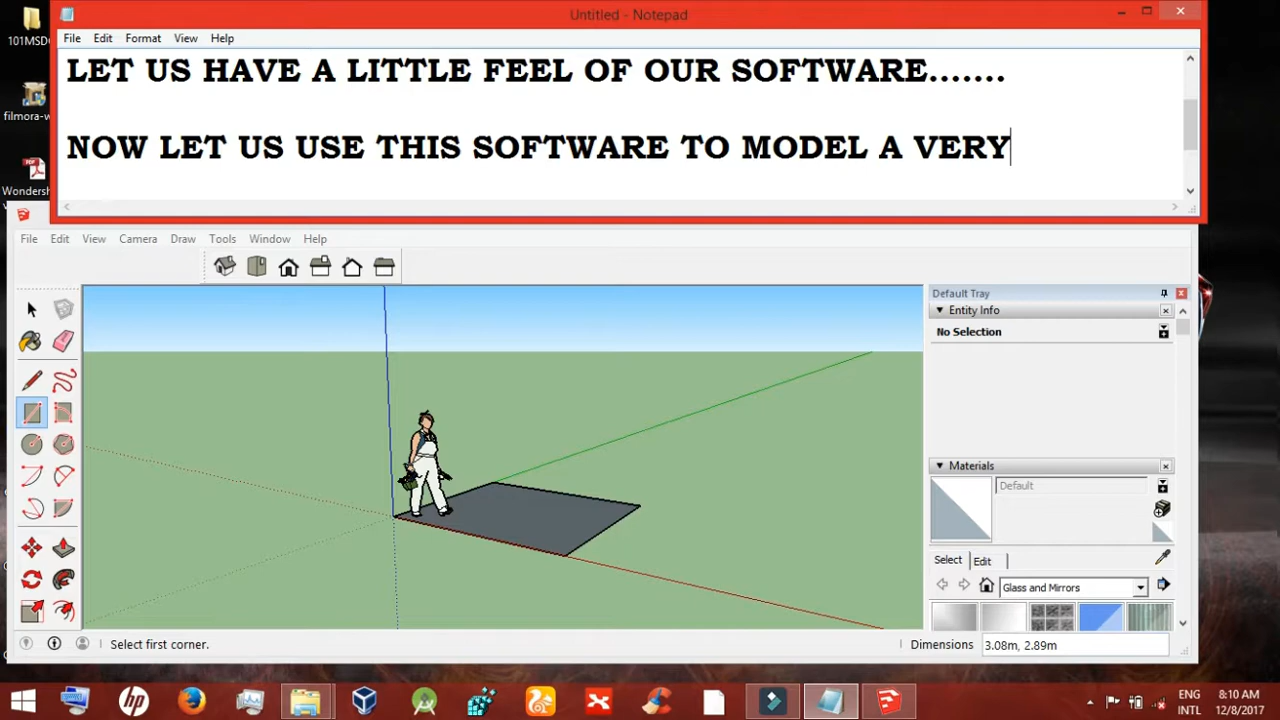 101MSD
Untitled - Notepad
File Edit Format View Help
LET US HAVE A LITTLE FEEL OF OUR SOFTWARE.......
filmora-w
NOW LET US USE THIS SOFTWARE TO MODEL A VERY
Wondersh
File Edit View Camera Draw Tools Window Help
Default Tray
Entity Info
No Selection
Materials
Default
Select Edit
Glass and Mirrors
Select first corner.
Dimensions 3.08m, 2.89m
ENG 8:10 AM
INTL 12/8/2017